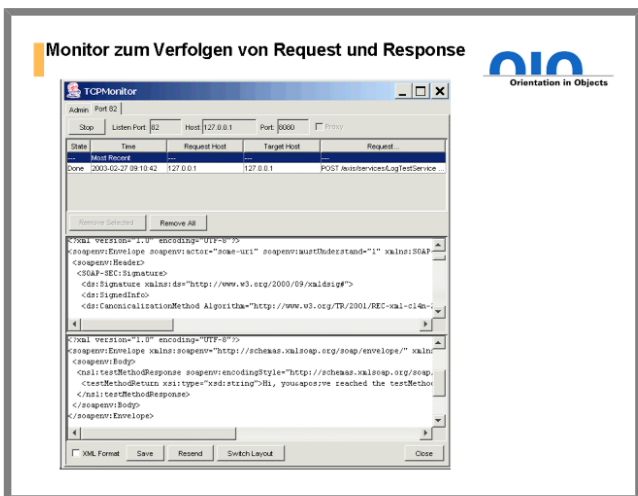 Monitor zum Verfolgen von Request und Response
OIO
Orientation in Objects
TCPMonitor
Admin Port 82
Stop Listen Port: 82 Host: 127.0.0.1 Port: 8080 Proxy
State Time Request Host Target Host Request...
--- Most Recent --- --- ---
Done 2003-02-27 09:10:42 127.0.0.1 127.0.0.1 POST /axis/services/LogTestService ...
Remove Selected Remove All
<?xml version="1.0" encoding="UTF-8"?>
<soapenv:Envelope soapenv:actor="some-uri" soapenv:mustUnderstand="1" xmlns:SOAP-
<soapenv:Header>
<SOAP-SEC:Signature>
<ds:Signature xmlns:ds="http://www.w3.org/2000/09/xmldsig#">
<ds:SignedInfo>
<ds:CanonicalizationMethod Algorithm="http://www.w3.org/TR/2001/REC-xml-c14n-2
<?xml version="1.0" encoding="UTF-8"?>
<soapenv:Envelope xmlns:soapenv="http://schemas.xmlsoap.org/soap/envelope/" xmlns
<soapenv:Body>
<ns1:testMethodResponse soapenv:encodingStyle="http://schemas.xmlsoap.org/soap.
<testMethodReturn xsi:type="xsd:string">Hi, you&apos;ve reached the testMethod
</ns1:testMethodResponse>
</soapenv:Body>
</soapenv:Envelope>
XML Format Save Resend Switch Layout Close